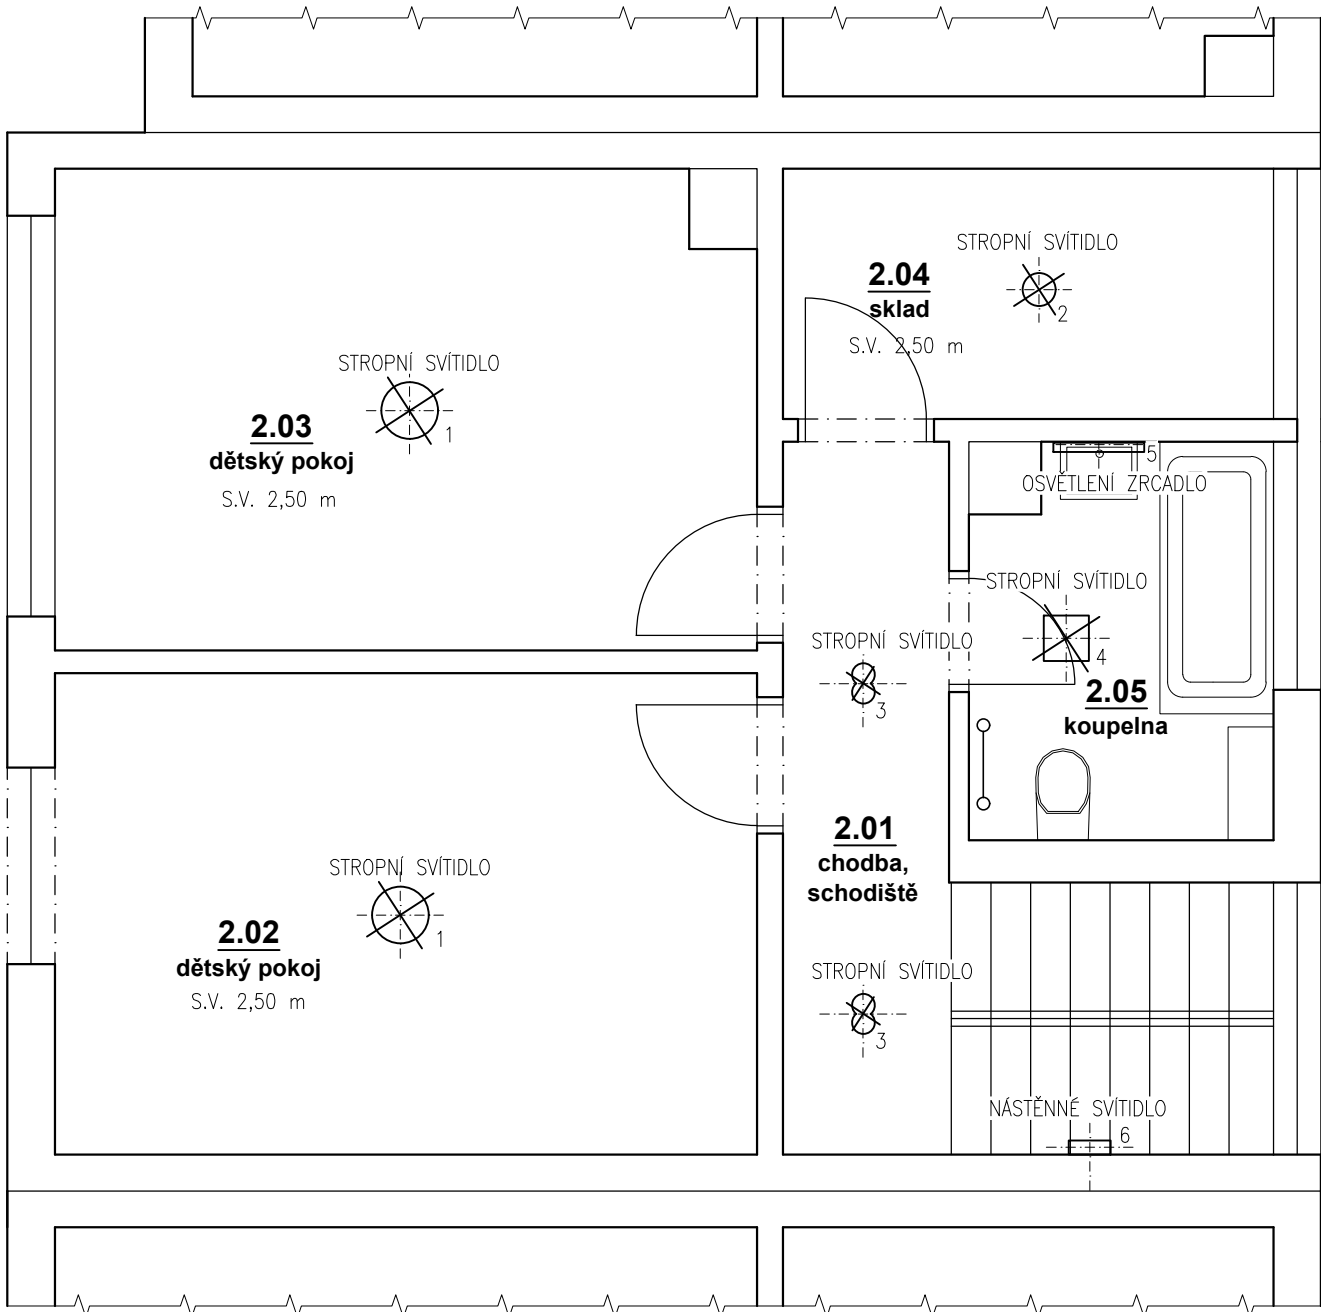 STROPNÍ SVÍTIDLO
2
2.04
sklad
S.V. 2,50 m
STROPNÍ SVÍTIDLO
1
2.03
dětský pokoj
S.V. 2,50 m
5
OSVĚTLENÍ ZRCADLO
STROPNÍ SVÍTIDLO
4
2.05
koupelna
STROPNÍ SVÍTIDLO
3
2.01
chodba,
schodiště
STROPNÍ SVÍTIDLO
1
2.02
dětský pokoj
S.V. 2,50 m
STROPNÍ SVÍTIDLO
3
NÁSTĚNNÉ SVÍTIDLO
6